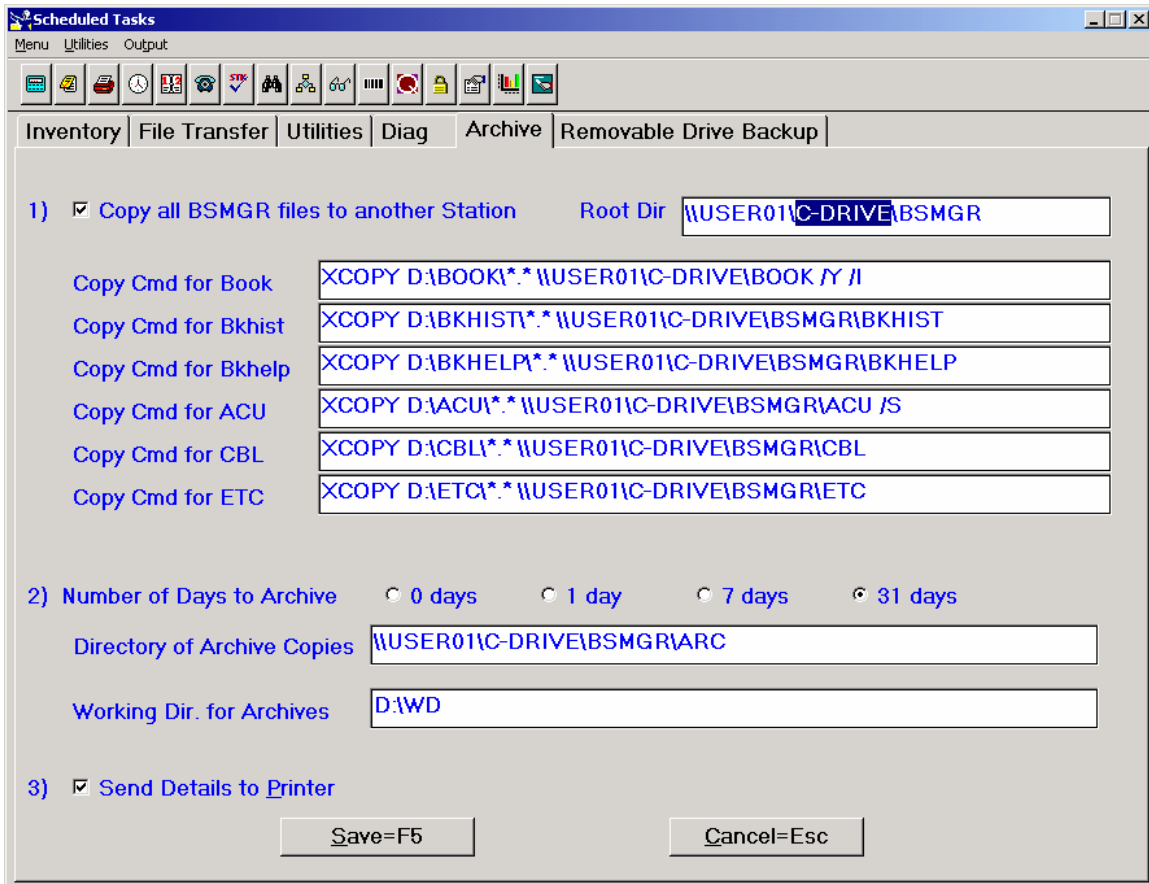 Scheduled Tasks
Menu Utilities Output
Inventory File Transfer Utilities Diag Archive Removable Drive Backup
1) Copy all BSMGR files to another Station Root Dir \\USER01\C-DRIVE\BSMGR
Copy Cmd for Book XCOPY D:\BOOK\*.* \\USER01\C-DRIVE\BOOK /Y /I
Copy Cmd for Bkhist XCOPY D:\BKHIST\*.* \\USER01\C-DRIVE\BSMGR\BKHIST
Copy Cmd for Bkhelp XCOPY D:\BKHELP\*.* \\USER01\C-DRIVE\BSMGR\BKHELP
Copy Cmd for ACU XCOPY D:\ACU\*.* \\USER01\C-DRIVE\BSMGR\ACU /S
Copy Cmd for CBL XCOPY D:\CBL\*.* \\USER01\C-DRIVE\BSMGR\CBL
Copy Cmd for ETC XCOPY D:\ETC\*.* \\USER01\C-DRIVE\BSMGR\ETC
2) Number of Days to Archive 0 days 1 day 7 days 31 days
Directory of Archive Copies \\USER01\C-DRIVE\BSMGR\ARC
Working Dir. for Archives D:\WD
3) Send Details to Printer
Save=F5 Cancel=Esc